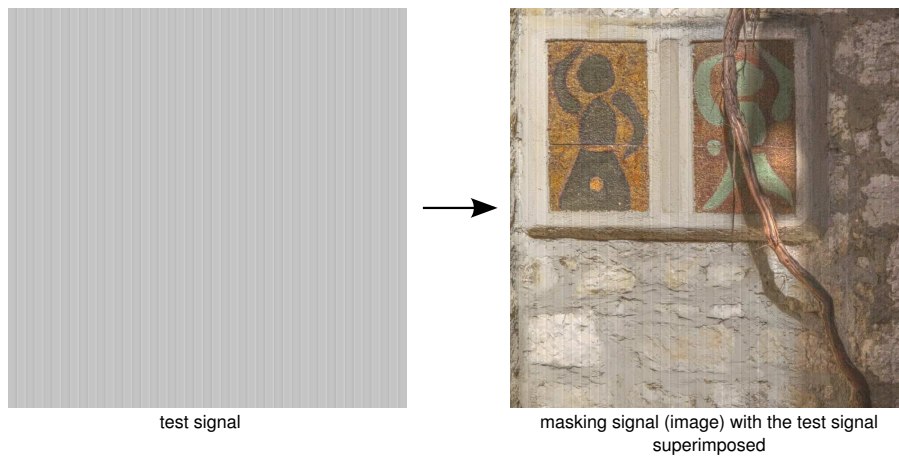 test signal
masking signal (image) with the test signal
superimposed